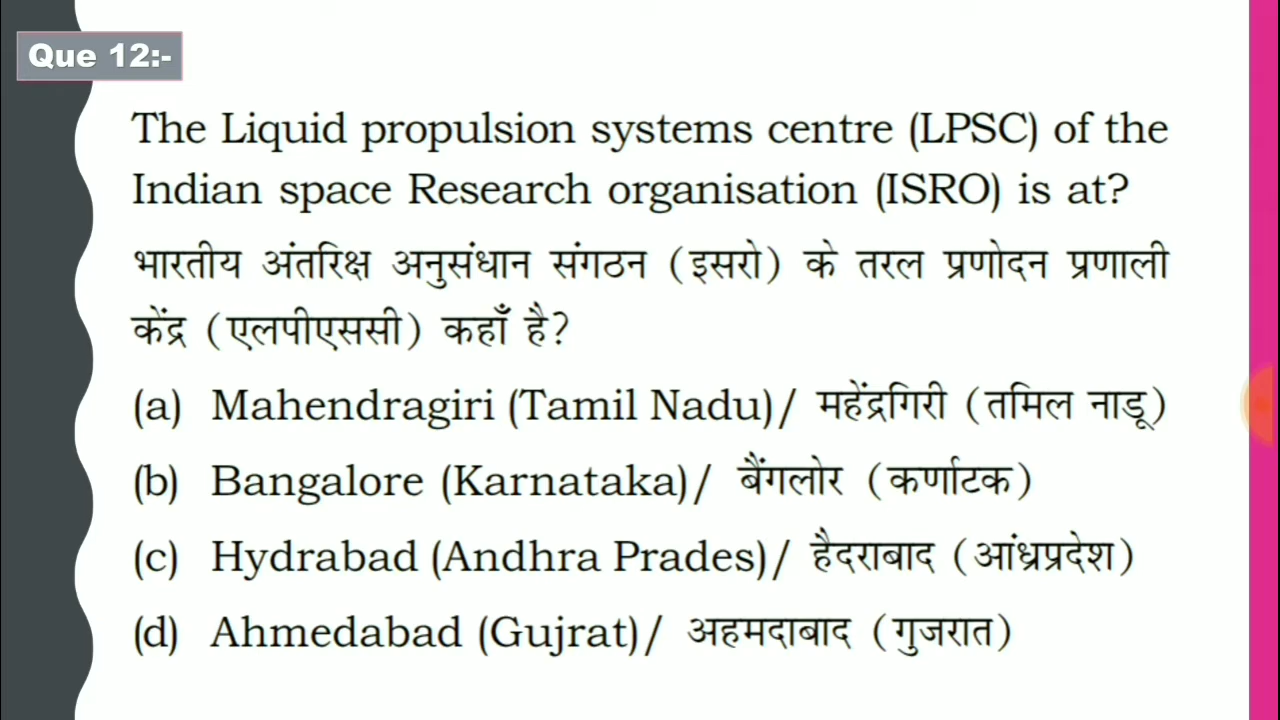 Que 12:-
The Liquid propulsion systems centre (LPSC) of the
Indian space Research organisation (ISRO) is at?
भारतीय अंतरिक्ष अनुसंधान संगठन (इसरो) के तरल प्रणोदन प्रणाली
केंद्र (एलपीएससी) कहाँ है?
(a) Mahendragiri (Tamil Nadu)/ महेंद्रगिरी (तमिल नाडू)
(b) Bangalore (Karnataka)/ बैंगलोर (कर्णाटक)
(c) Hydrabad (Andhra Prades)/ हैदराबाद (आंध्रप्रदेश)
(d) Ahmedabad (Gujrat)/ अहमदाबाद (गुजरात)